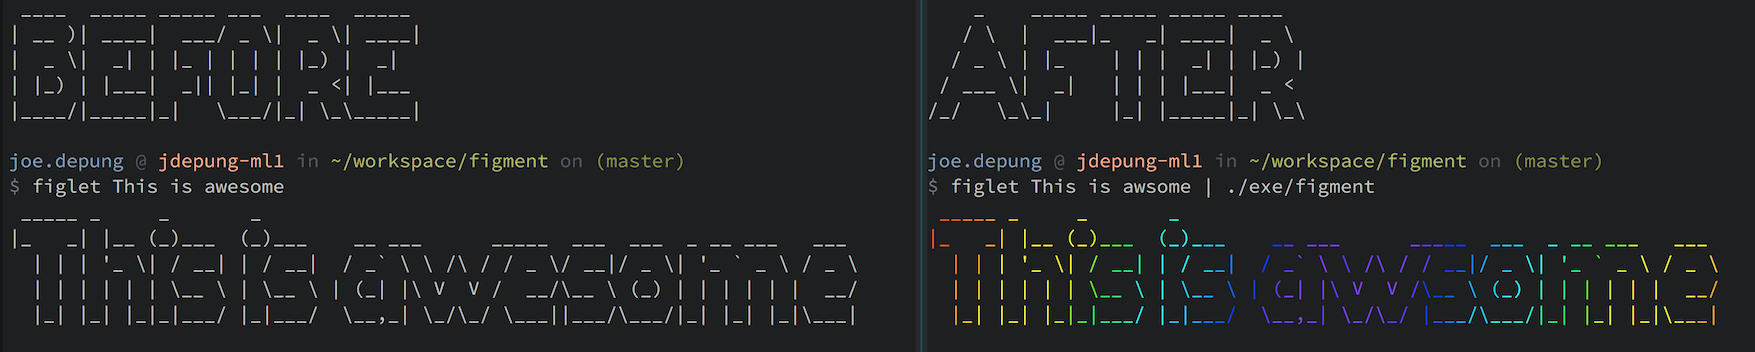 BEFORE
joe.depung @ jdepung-ml1 in ~/workspace/figment on (master)
$ figlet This is awesome
This is awesome
AFTER
joe.depung @ jdepung-ml1 in ~/workspace/figment on (master)
$ figlet This is awsome | ./exe/figment
This is awsome